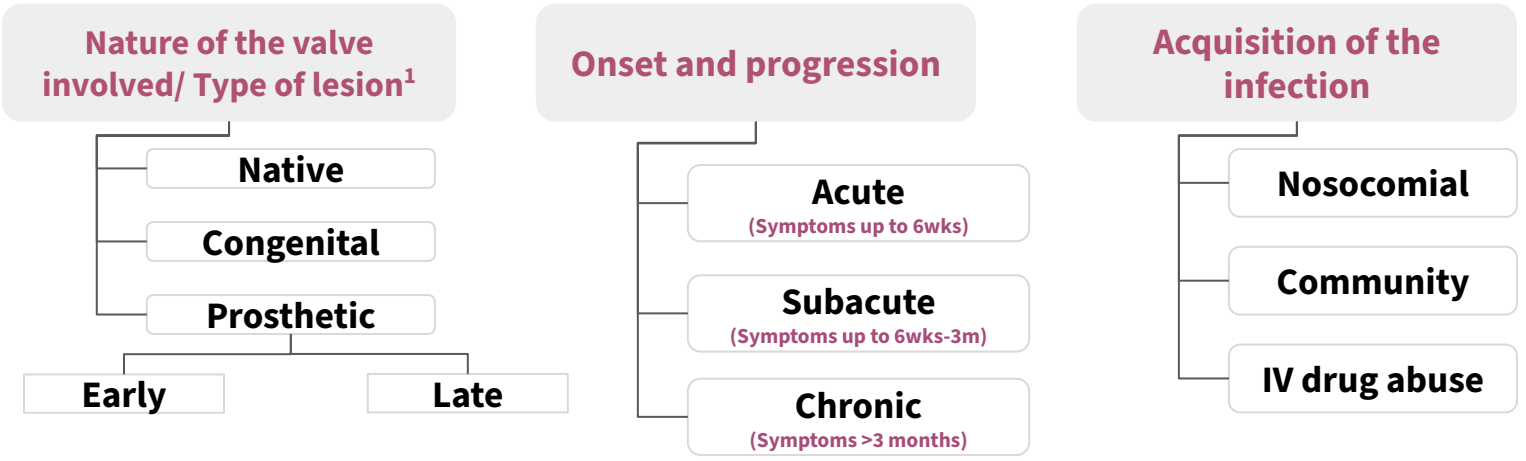 Nature of the valve
involved/ Type of lesion¹
Native
Congenital
Prosthetic
Early
Late
Onset and progression
Acute
(Symptoms up to 6wks)
Subacute
(Symptoms up to 6wks-3m)
Chronic
(Symptoms >3 months)
Acquisition of the
infection
Nosocomial
Community
IV drug abuse